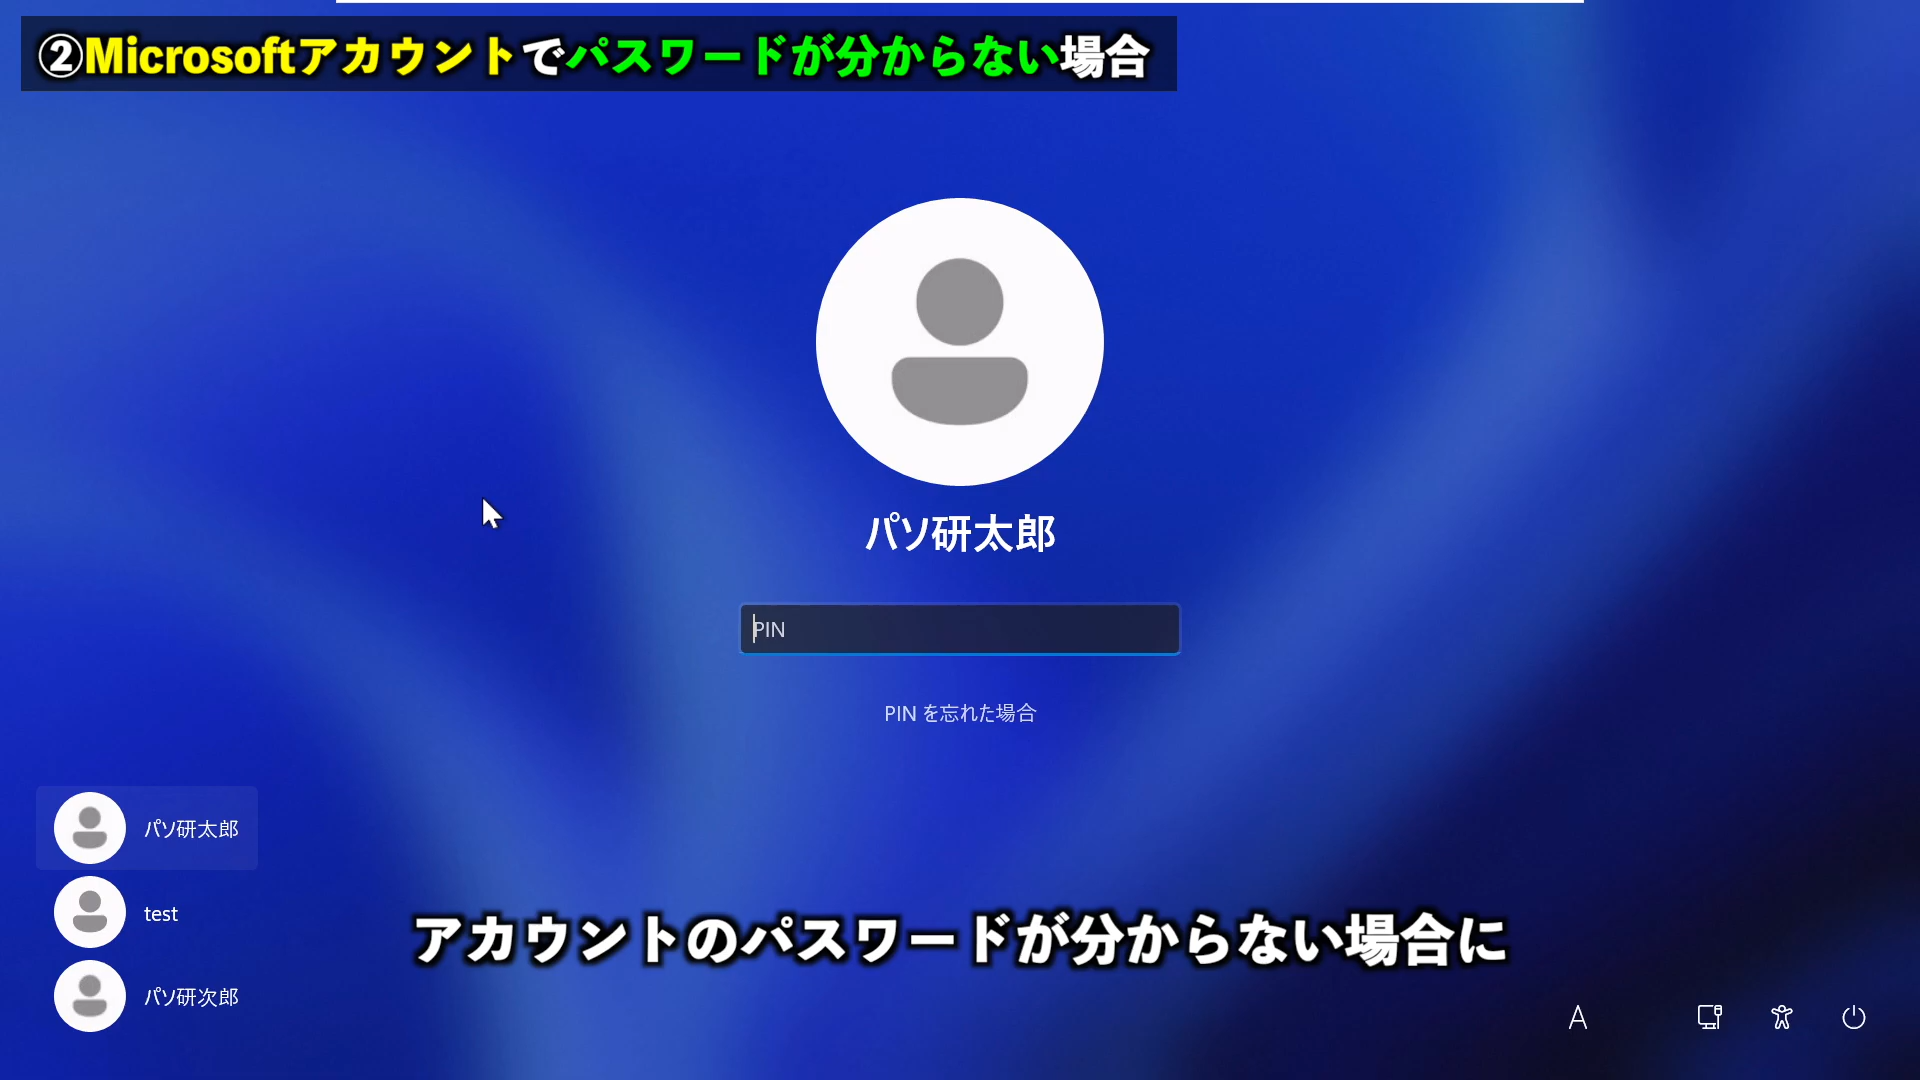 ②Microsoftアカウントでパスワードが分からない場合
パソ研太郎
PIN
PIN を忘れた場合
パソ研太郎
test
パソ研次郎
アカウントのパスワードが分からない場合に
A